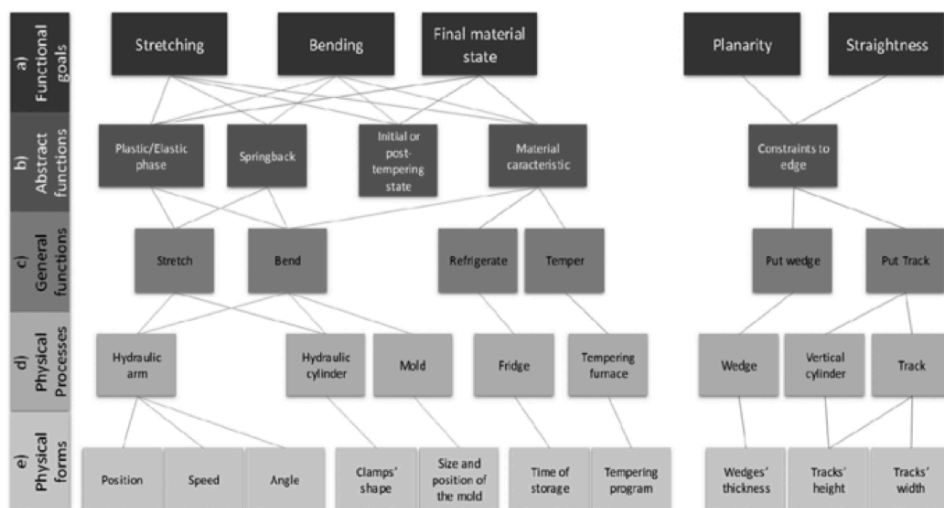 a)
Functional
goals
Stretching
Bending
Final material
state
Planarity
Straightness
b)
Abstract
functions
Plastic/Elastic
phase
Springback
Initial or
post-
tempering
state
Material
caracteristic
Constraints to
edge
c)
General
functions
Stretch
Bend
Refrigerate
Temper
Put wedge
Put Track
d)
Physical
Processes
Hydraulic
arm
Hydraulic
cylinder
Mold
Fridge
Tempering
furnace
Wedge
Vertical
cylinder
Track
e)
Physical
forms
Position
Speed
Angle
Clamps'
shape
Size and
position of
the mold
Time of
storage
Tempering
program
Wedges'
thickness
Tracks'
height
Tracks'
width